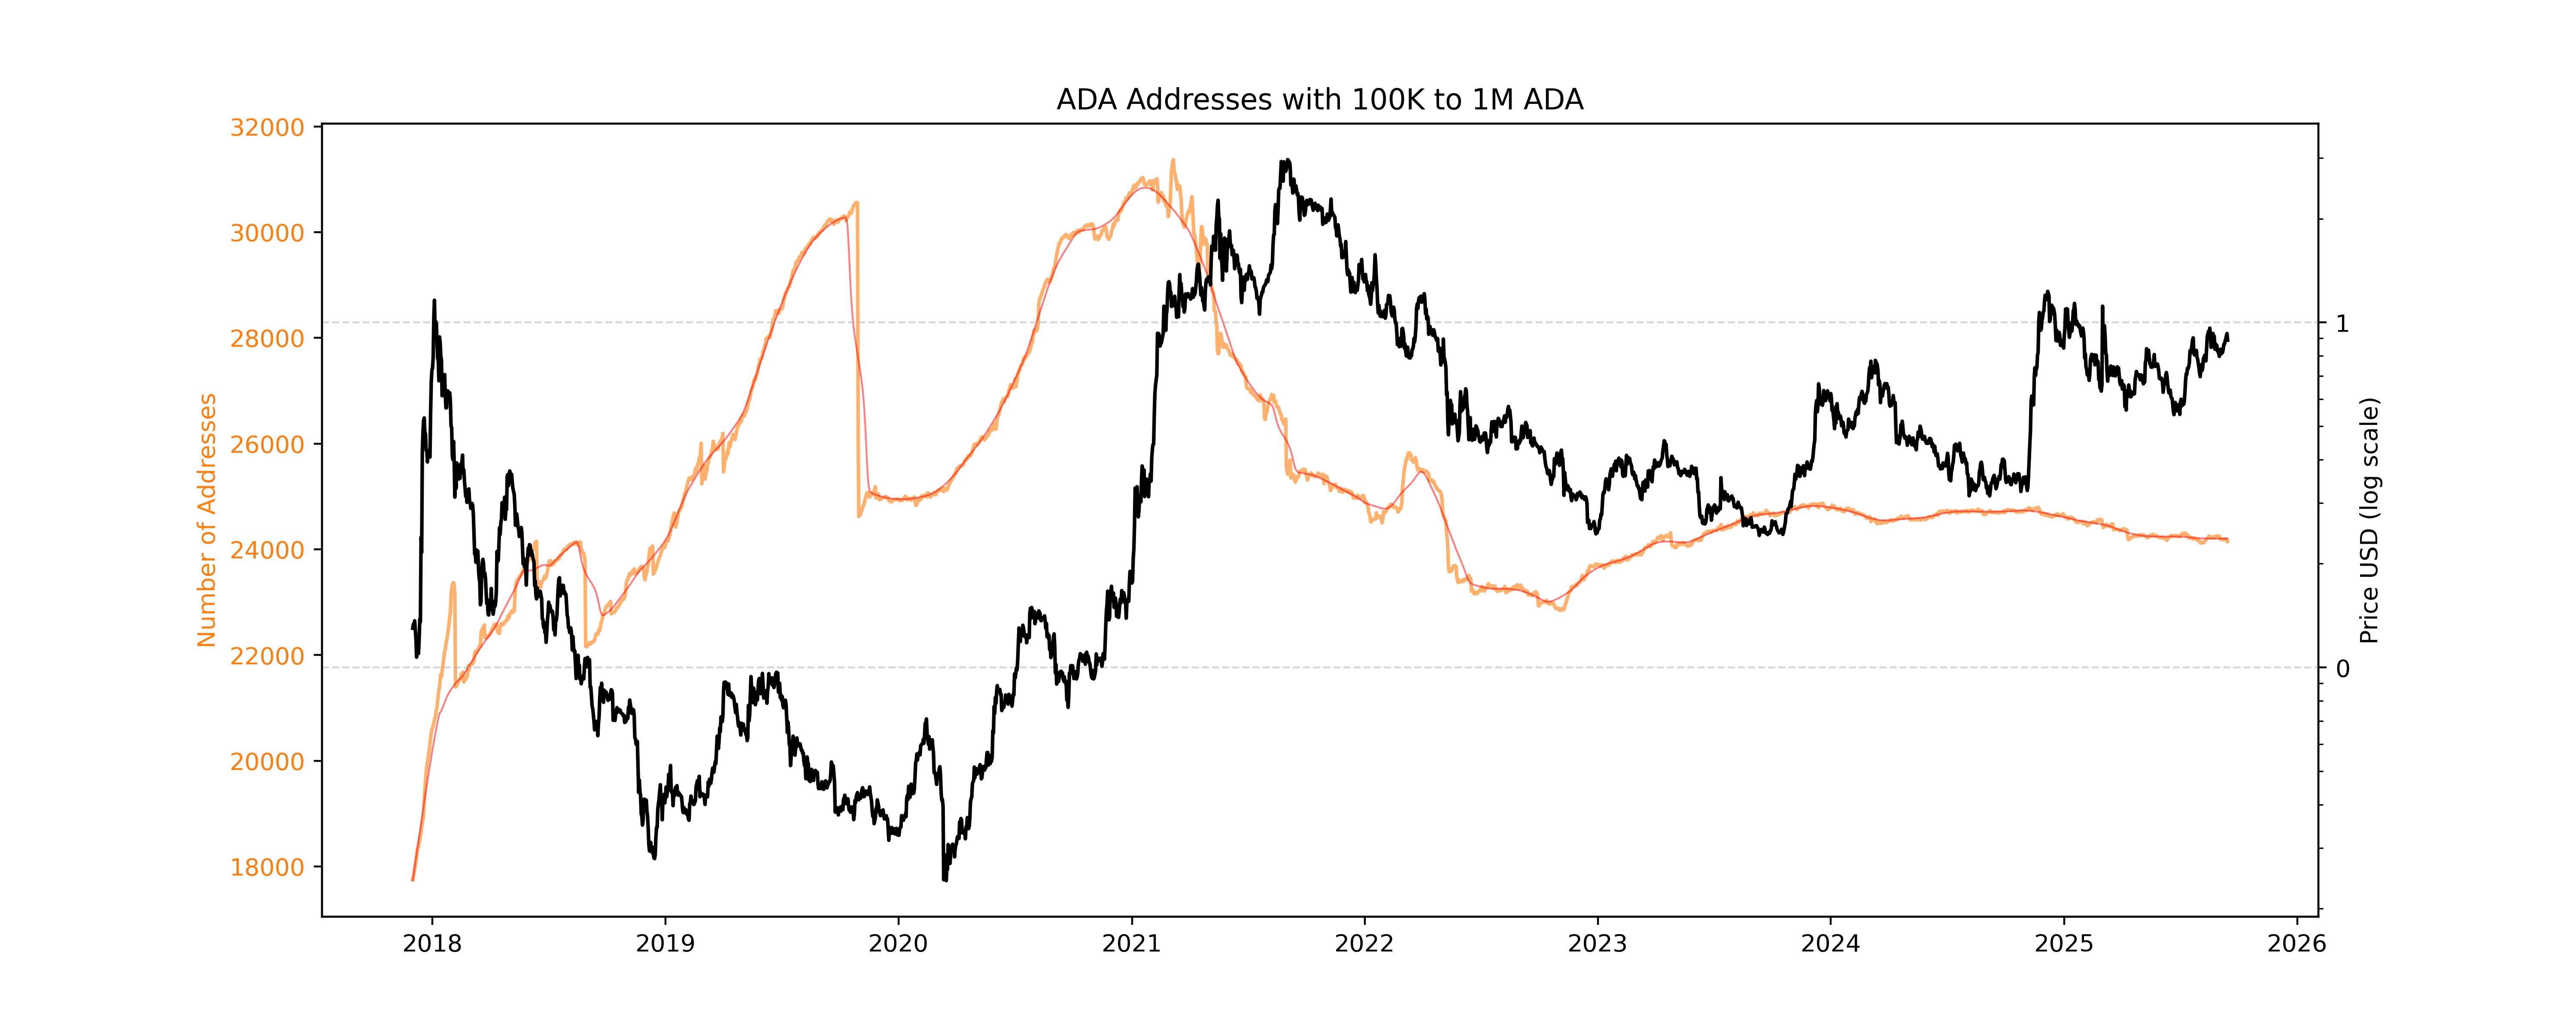 ADA Addresses with 100K to 1M ADA
32000
30000
28000
26000
24000
22000
20000
18000
Number of Addresses
1
0
Price USD (log scale)
2018 2019 2020 2021 2022 2023 2024 2025 2026